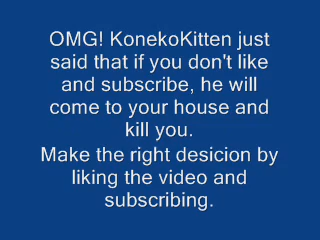 OMG! KonekoKitten just
said that if you don't like
and subscribe, he will
come to your house and
kill you.
Make the right desicion by
liking the video and
subscribing.